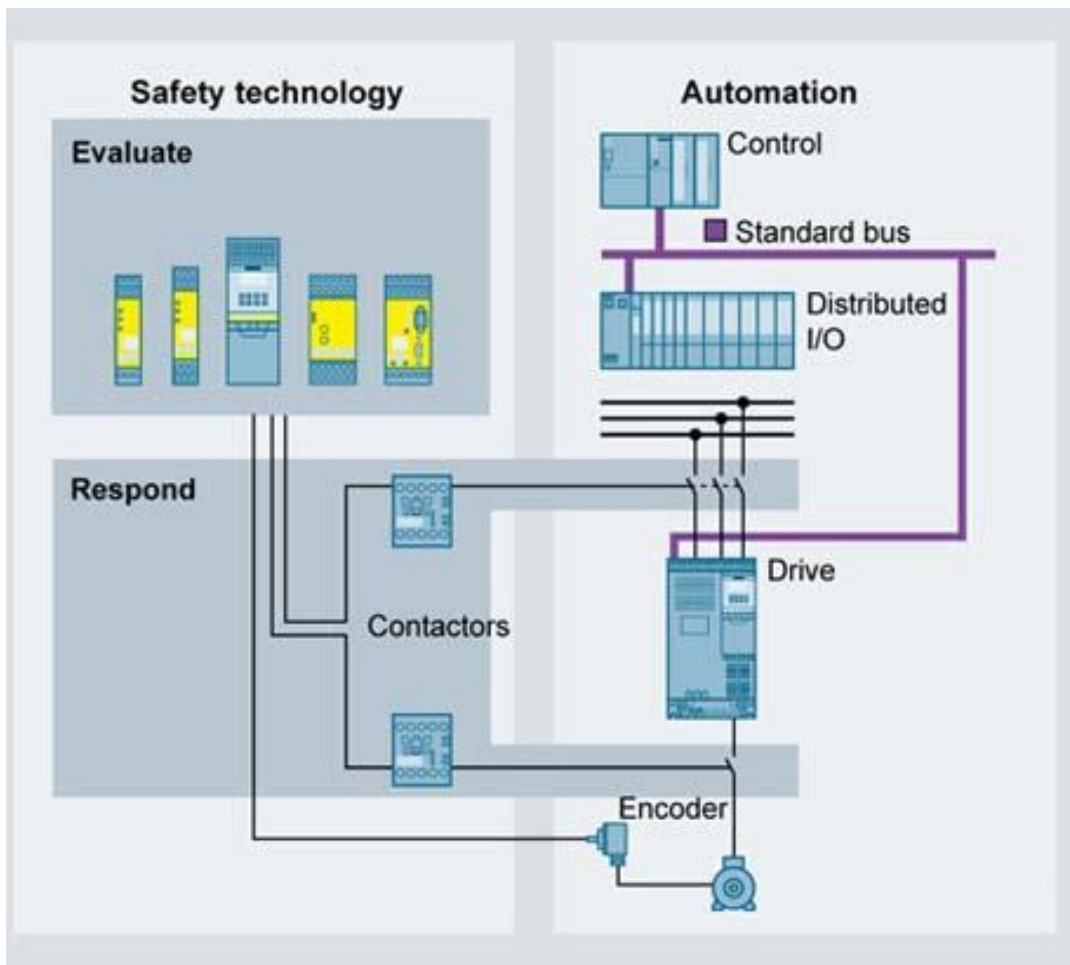 Safety technology
Evaluate
Respond
Contactors
Automation
Control
Standard bus
Distributed
I/O
Drive
Encoder